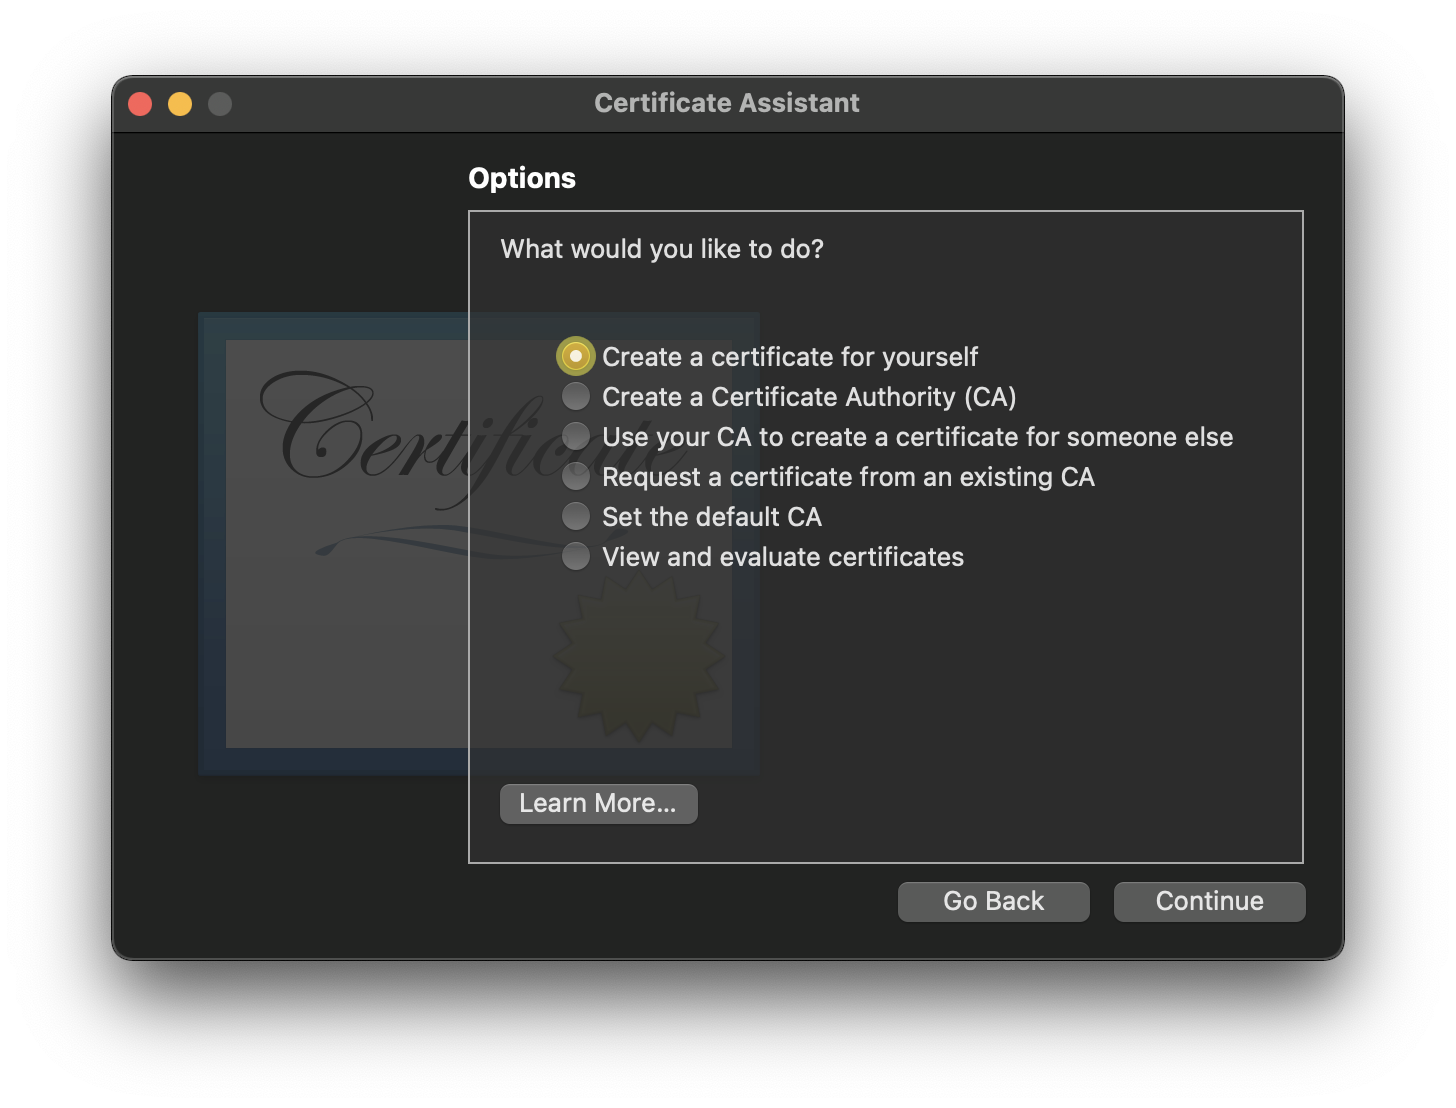 Certificate Assistant
Options
What would you like to do?
Certificate
Create a certificate for yourself
Create a Certificate Authority (CA)
Use your CA to create a certificate for someone else
Request a certificate from an existing CA
Set the default CA
View and evaluate certificates
Learn More...
Go Back
Continue